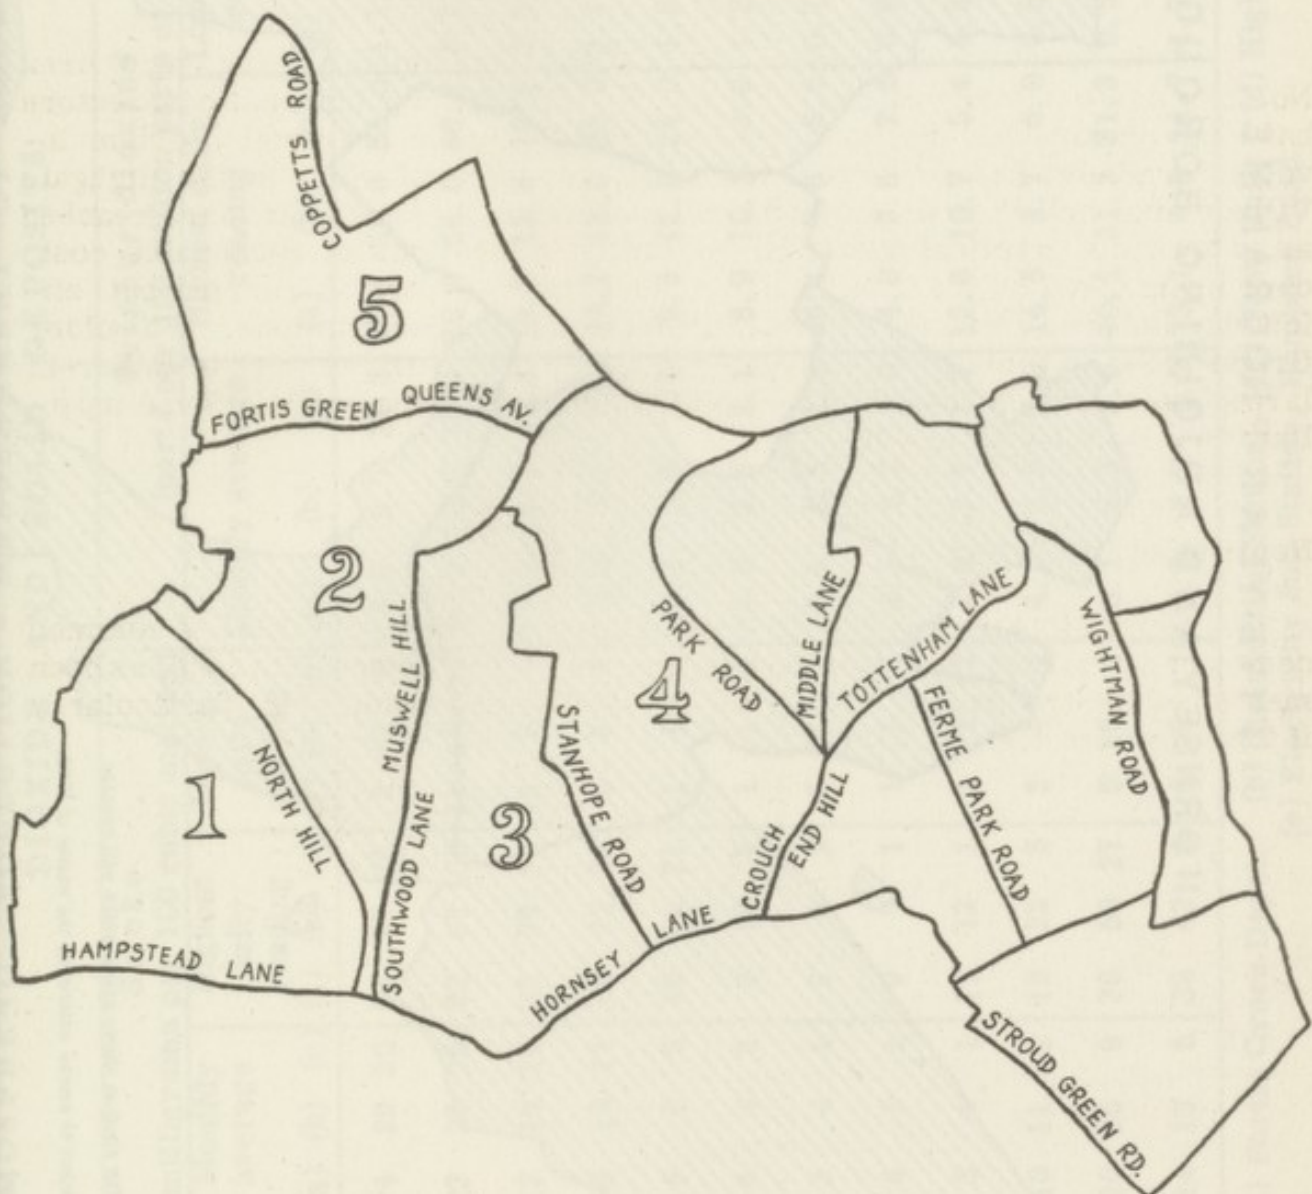 COPPETTS ROAD
5
FORTIS GREEN QUEENS AV.
2
MUSWELL HILL
SOUTHWOOD LANE
1
NORTH HILL
HAMPSTEAD LANE
3
STANHOPE ROAD
HORNSEY LANE
4
PARK ROAD
MIDDLE LANE
TOTTENHAM LANE
CROUCH
END HILL
FERME PARK ROAD
WIGHTMAN ROAD
STROUD GREEN RD.